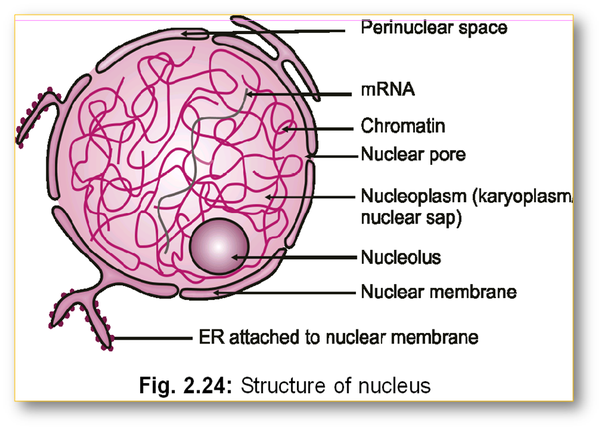 Perinuclear space
mRNA
Chromatin
Nuclear pore
Nucleoplasm (karyoplasm/
nuclear sap)
Nucleolus
Nuclear membrane
ER attached to nuclear membrane
Fig. 2.24: Structure of nucleus